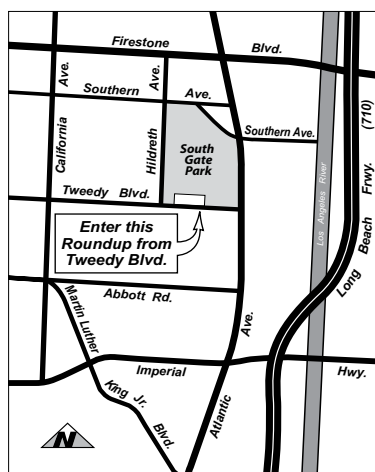 Firestone Blvd.
Ave.
Ave.
Southern Ave.
(710)
California
Hildreth
South
Gate
Park
Southern Ave.
Los Angeles River
Frwy.
Tweedy Blvd.
Enter this
Roundup from
Tweedy Blvd.
Beach
Long
Abbott Rd.
Martin Luther
Ave.
Imperial Hwy.
King Jr.
Blvd.
Atlantic
N